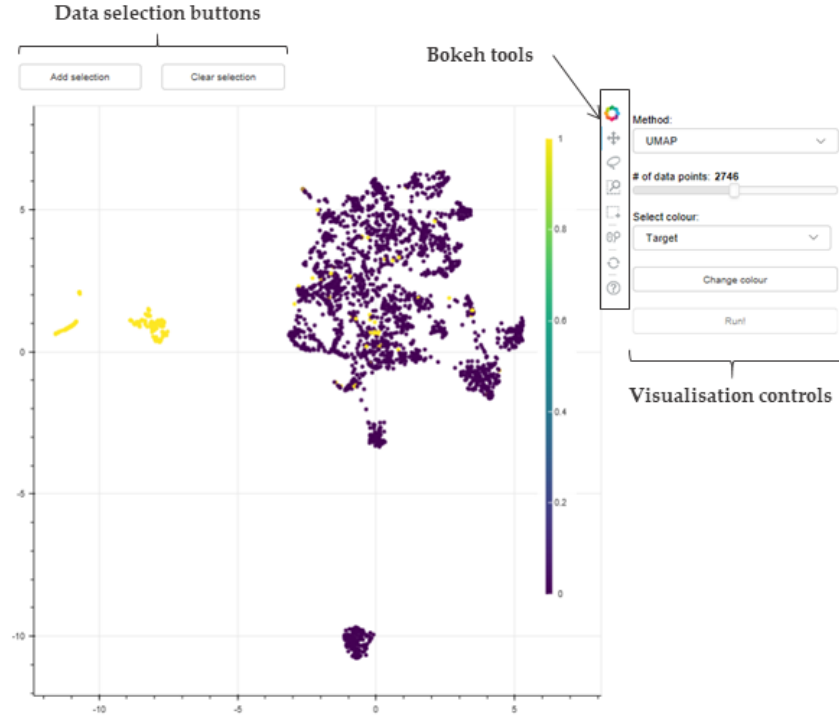 Data selection buttons
Bokeh tools
Add selection
Clear selection
Method:
UMAP
# of data points: 2746
Select colour:
Target
Change colour
Run!
Visualisation controls
1
0.8
0.6
0.4
0.2
0
5
0
-5
-10
-10
-5
0
5